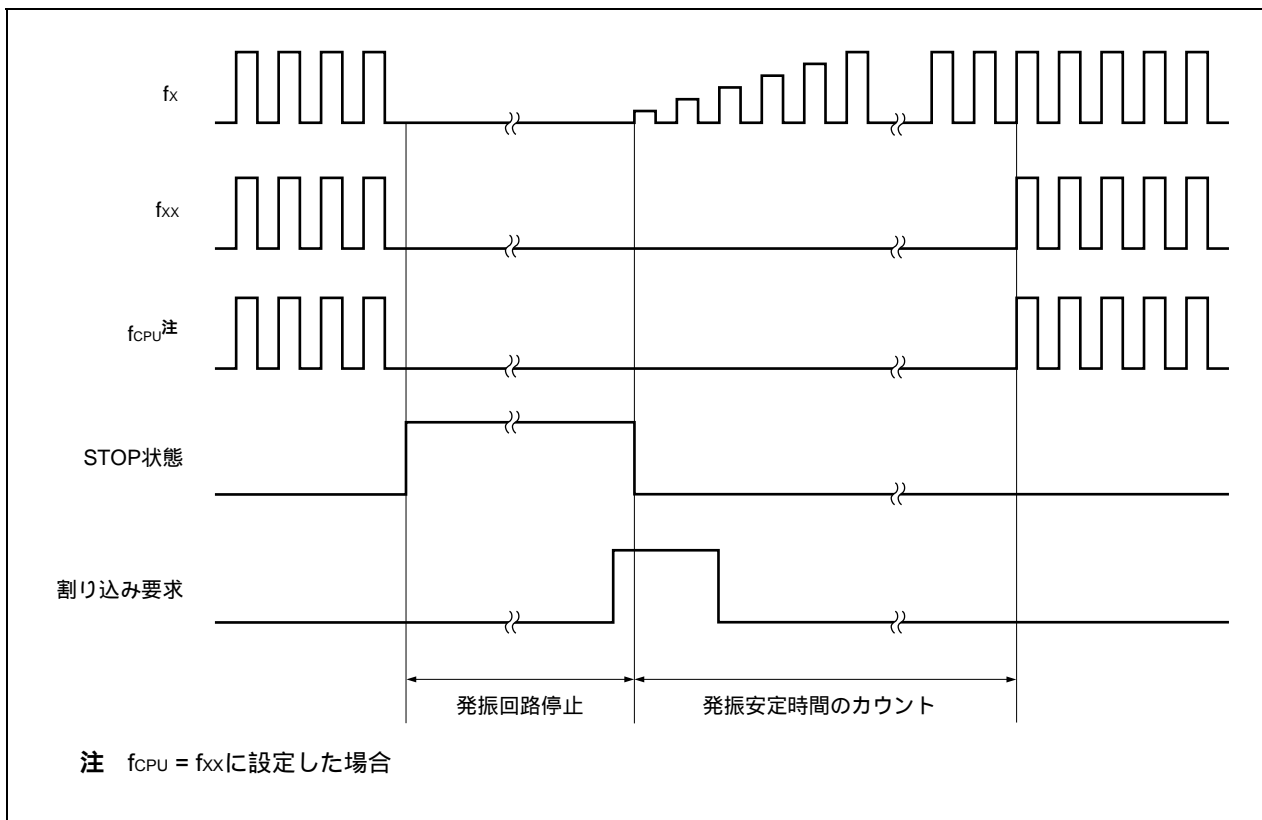 fX
fXX
fCPU注
STOP状態
割り込み要求
発振回路停止
発振安定時間のカウント
注 fCPU = fXXに設定した場合